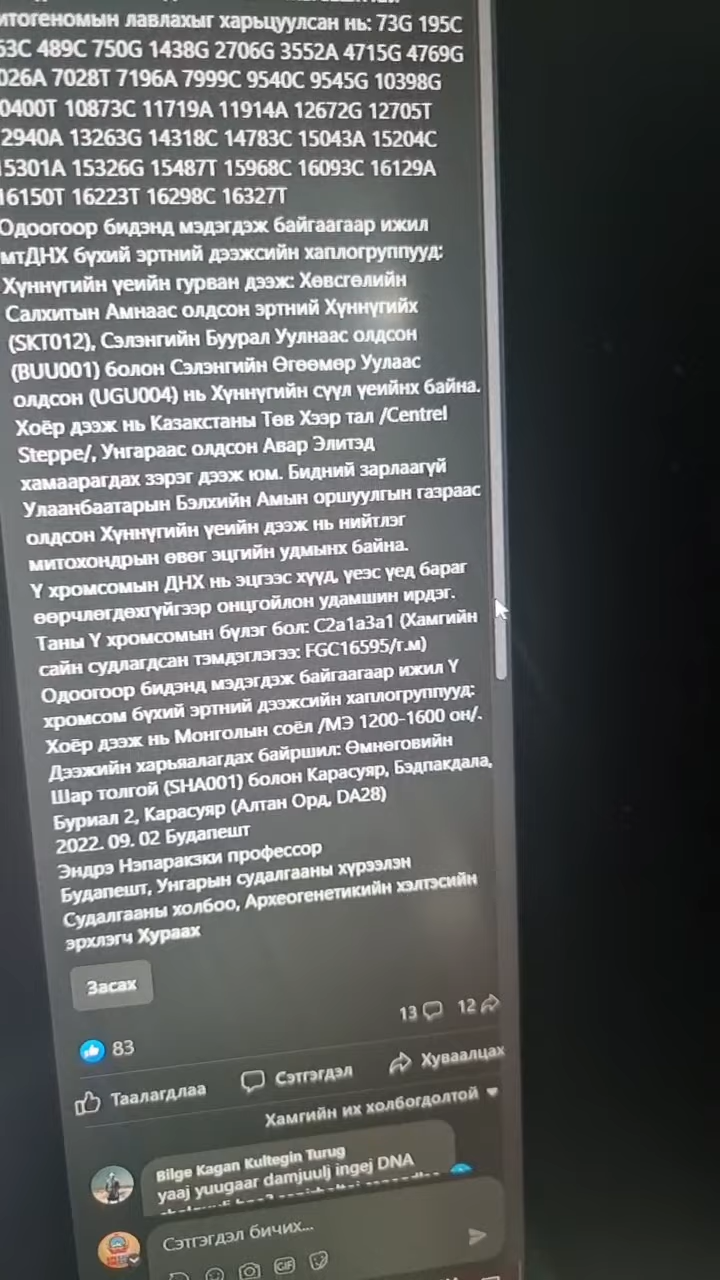 итогеномын лавлахыг харьцуулсан нь: 73G 195C
63C 489C 750G 1438G 2706G 3552A 4715G 4769G
026A 7028T 7196A 7999C 9540C 9545G 10398G
0400T 10873C 11719A 11914A 12672G 12705T
2940A 13263G 14318C 14783C 15043A 15204C
15301A 15326G 15487T 15968C 16093C 16129A
16150T 16223T 16298C 16327T
Одоогоор бидэнд мэдэгдэж байгаагаар ижил
мтДНХ бүхий эртний дээжсийн хаплогруппууд:
Хүннүгийн үеийн гурван дээж: Хөвсгөлийн
Салхитын Амнаас олдсон эртний Хүннүгийх
(SKT012), Сэлэнгийн Буурал Уулнаас олдсон
(BUU001) болон Сэлэнгийн Өгөөмөр Уулаас
олдсон (UGU004) нь Хүннүгийн сүүл үеийнх байна.
Хоёр дээж нь Казакстаны Төв Хээр тал /Centrel
Steppe/, Унгараас олдсон Авар Элитэд
хамаарагдах зэрэг дээж юм. Бидний зарлаагүй
Улаанбаатарын Бэлхийн Амын оршуулгын газраас
олдсон Хүннүгийн үеийн дээж нь нийтлэг
митохондрын өвөг эцгийн удмынх байна.
Ү хромсомын ДНХ нь эцгээс хүүд, үеэс үед бараг
өөрчлөгдөхгүйгээр онцгойлон удамшин ирдэг.
Таны Ү хромсомын бүлэг бол: C2a1a3a1 (Хамгийн
сайн судлагдсан тэмдэглэгээ: FGC16595/г.м)
Одоогоор бидэнд мэдэгдэж байгаагаар ижил Ү
хромсом бүхий эртний дээжсийн хаплогруппууд:
Хоёр дээж нь Монголын соёл /МЭ 1200-1600 он/.
Дээжийн харьяалагдах байршил: Өмнөговийн
Шар толгой (SHA001) болон Карасуяр, Бэдпакдала,
Буриал 2, Карасуяр (Алтан Орд, DA28)
2022. 09. 02 Будапешт
Эндрэ Нэпаракзки профессор
Будапешт, Унгарын судалгааны хүрээлэн
Судалгааны холбоо, Археогенетикийн хэлтэсийн
эрхлэгч Хураах
Засах
13 12
83
Таалагдлаа Сэтгэгдэл Хуваалцах
Хамгийн их холбогдолтой
Bilge Kagan Kultegin Turug
yaaj yuugaar damjuulj ingej DNA
Сэтгэгдэл бичих...
GIF